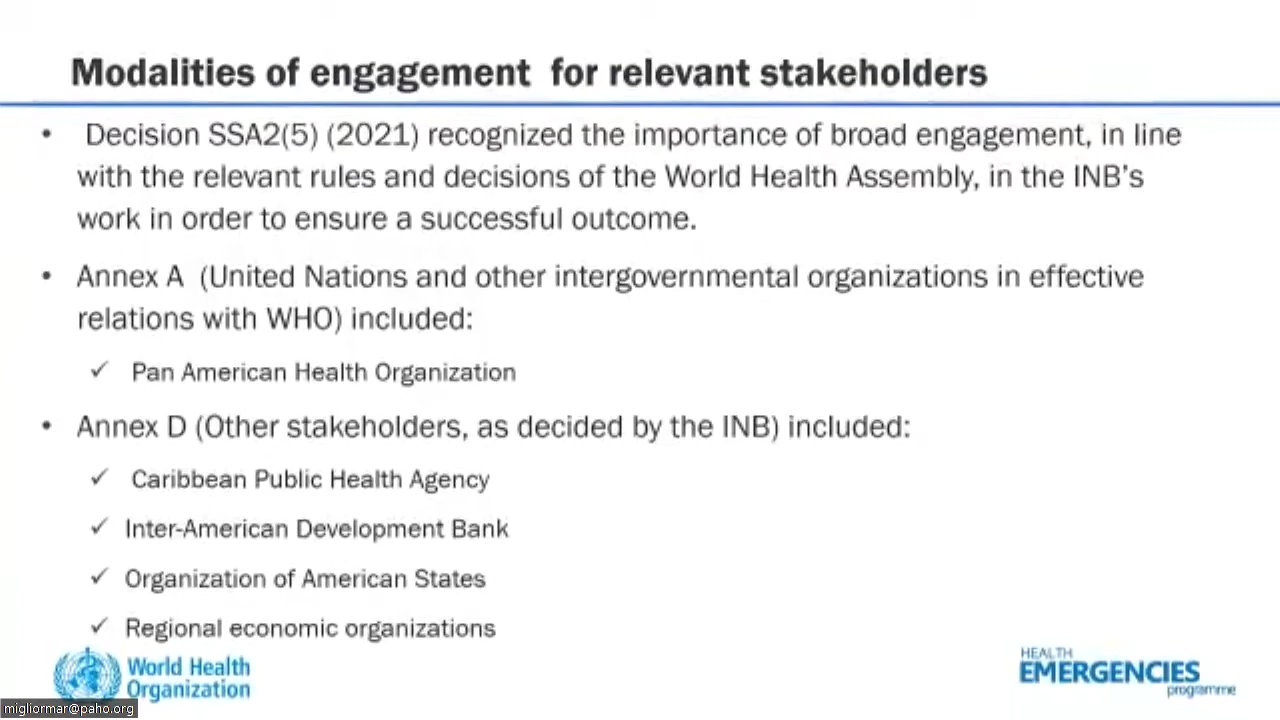 Modalities of engagement for relevant stakeholders
• Decision SSA2(5) (2021) recognized the importance of broad engagement, in line
with the relevant rules and decisions of the World Health Assembly, in the INB’s
work in order to ensure a successful outcome.
• Annex A (United Nations and other intergovernmental organizations in effective
relations with WHO) included:
✓ Pan American Health Organization
• Annex D (Other stakeholders, as decided by the INB) included:
✓ Caribbean Public Health Agency
✓ Inter-American Development Bank
✓ Organization of American States
✓ Regional economic organizations
World Health
Organization
HEALTH
EMERGENCIES
programme
migliormar@paho.org